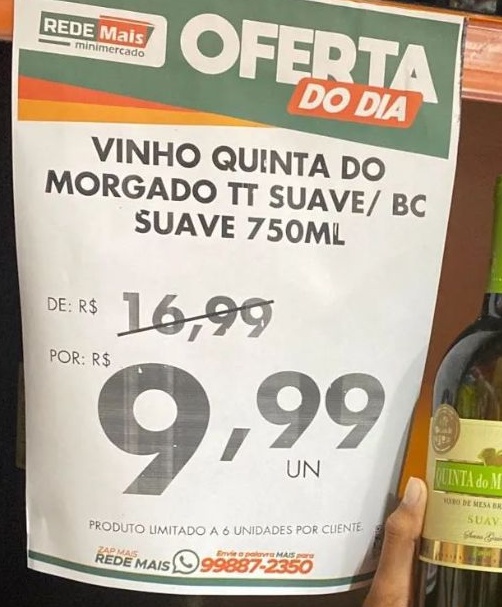 REDE Mais
minimercado
OFERTA
DO DIA
VINHO QUINTA DO
MORGADO TT SUAVE/ BC
SUAVE 750ML
DE: R$ 16,99
POR: R$
9,99
UN
PRODUTO LIMITADO A 6 UNIDADES POR CLIENTE.
ZAP MAIS
REDE MAIS
Envie a palavra MAIS para
99887-2350
QUINTA do M
VINHO DE MESA BR
SUAV